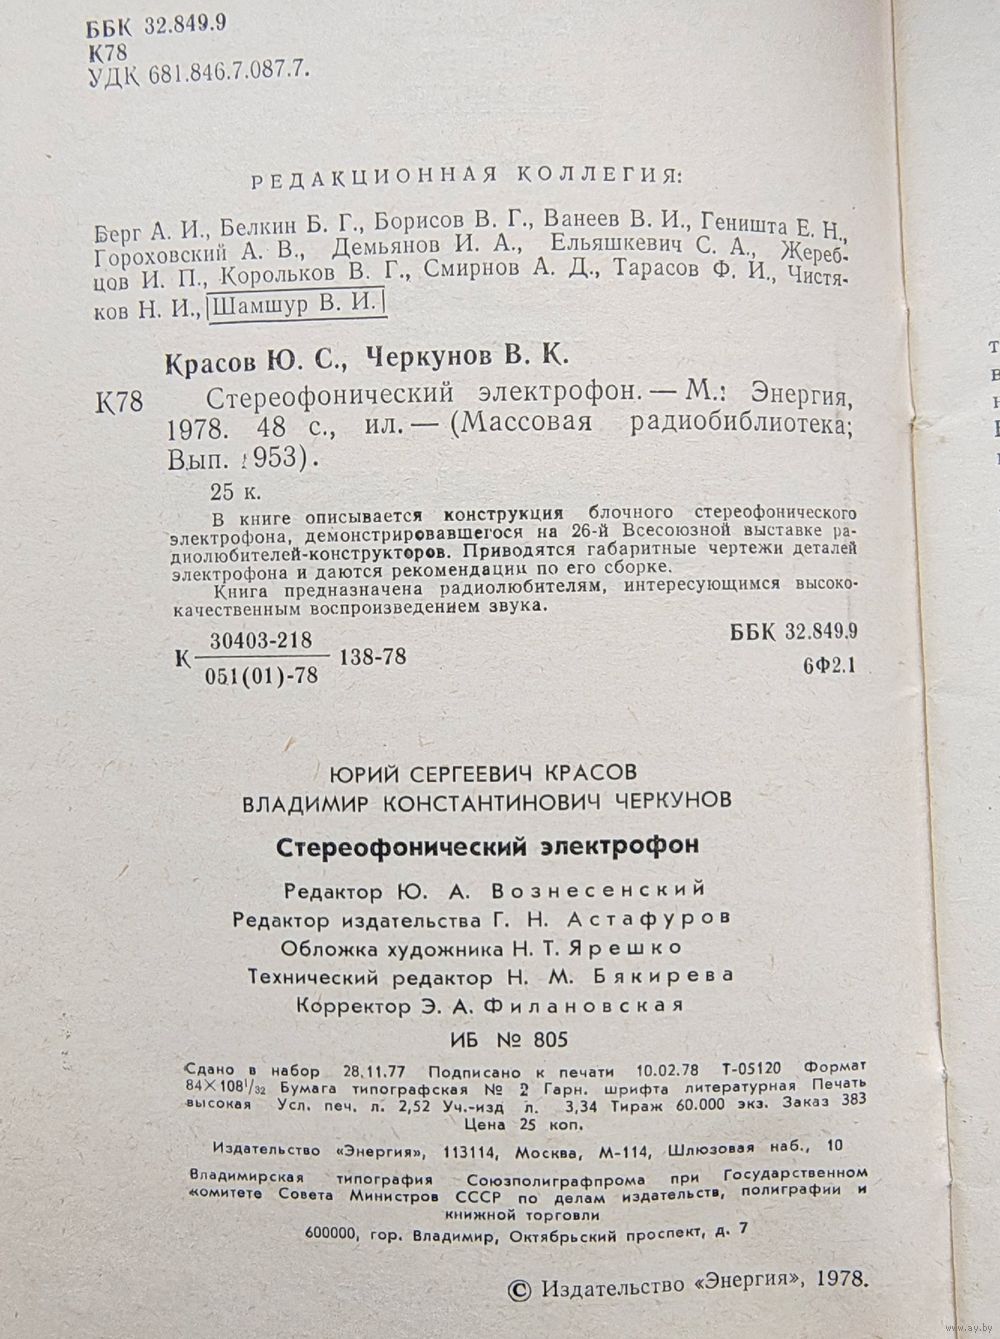 ББК 32.849.9
К78
УДК 681.846.7.087.7.
РЕДАКЦИОННАЯ КОЛЛЕГИЯ:
Берг А. И., Белкин Б. Г., Борисов В. Г., Ванеев В. И., Геништа Е. Н.,
Гороховский А. В., Демьянов И. А., Ельяшкевич С. А., Жереб-
цов И. П., Корольков В. Г., Смирнов А. Д., Тарасов Ф. И., Чистя-
ков Н. И., Шамшур В. И.
Красов Ю. С., Черкунов В. К.
К78 Стереофонический электрофон. — М.: Энергия,
1978. 48 с., ил. — (Массовая радиобиблиотека;
Вып. 953).
25 к.
В книге описывается конструкция блочного стереофонического
электрофона, демонстрировавшегося на 26-й Всесоюзной выставке ра-
диолюбителей-конструкторов. Приводятся габаритные чертежи деталей
электрофона и даются рекомендации по его сборке.
Книга предназначена радиолюбителям, интересующимся высоко-
качественным воспроизведением звука.
К 30403-218
051(01)-78 138-78
ББК 32.849.9
6Ф2.1
ЮРИЙ СЕРГЕЕВИЧ КРАСОВ
ВЛАДИМИР КОНСТАНТИНОВИЧ ЧЕРКУНОВ
Стереофонический электрофон
Редактор Ю. А. Вознесенский
Редактор издательства Г. Н. Астафуров
Обложка художника Н. Т. Ярешко
Технический редактор Н. М. Бякирева
Корректор Э. А. Филановская
ИБ № 805
Сдано в набор 28.11.77 Подписано к печати 10.02.78 Т-05120 Формат
84×108¹/₃₂ Бумага типографская № 2 Гарн. шрифта литературная Печать
высокая Усл. печ. л. 2,52 Уч.-изд л. 3,34 Тираж 60.000 экз. Заказ 383
Цена 25 коп.
Издательство «Энергия», 113114, Москва, М-114, Шлюзовая наб., 10
Владимирская типография Союзполиграфпрома при Государственном
комитете Совета Министров СССР по делам издательств, полиграфии и
книжной торговли
600000, гор. Владимир, Октябрьский проспект, д. 7
© Издательство «Энергия», 1978.
www.ay.by